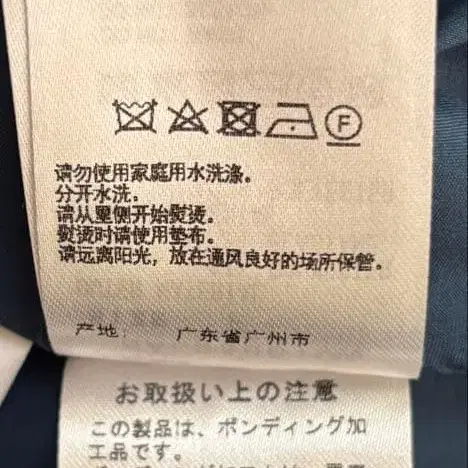 F
请勿使用家庭用水洗涤。
分开水洗。
请从里侧开始熨烫。
熨烫时请使用垫布。
请远离阳光，放在通风良好的场所保管。
产地: 广东省广州市
お取扱い上の注意
この製品は、ボンディング加
工品です。